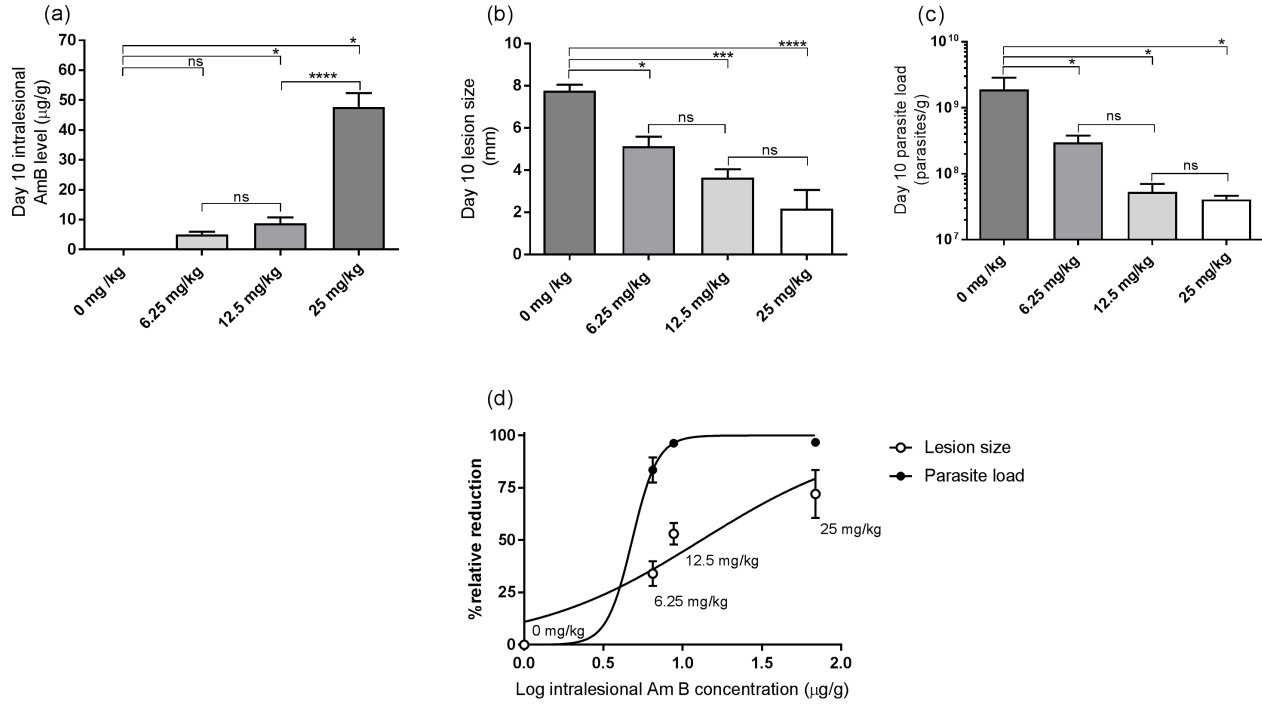 (a)
Day 10 intralesional
AmB level (μg/g)
70
60
50
40
30
20
10
0
*
*
ns
****
ns
0 mg /kg
6.25 mg/kg
12.5 mg/kg
25 mg/kg
(b)
Day 10 lesion size
(mm)
10
8
6
4
2
0
****
***
*
ns
ns
0 mg /kg
6.25 mg/kg
12.5 mg/kg
25 mg/kg
(c)
Day 10 parasite load
(parasites/g)
10^10
10^9
10^8
10^7
*
*
*
ns
ns
0 mg /kg
6.25 mg/kg
12.5 mg/kg
25 mg/kg
(d)
% relative reduction
100
75
50
25
0
0 mg/kg
6.25 mg/kg
12.5 mg/kg
25 mg/kg
0.0 0.5 1.0 1.5 2.0
Log intralesional Am B concentration (μg/g)
Lesion size
Parasite load